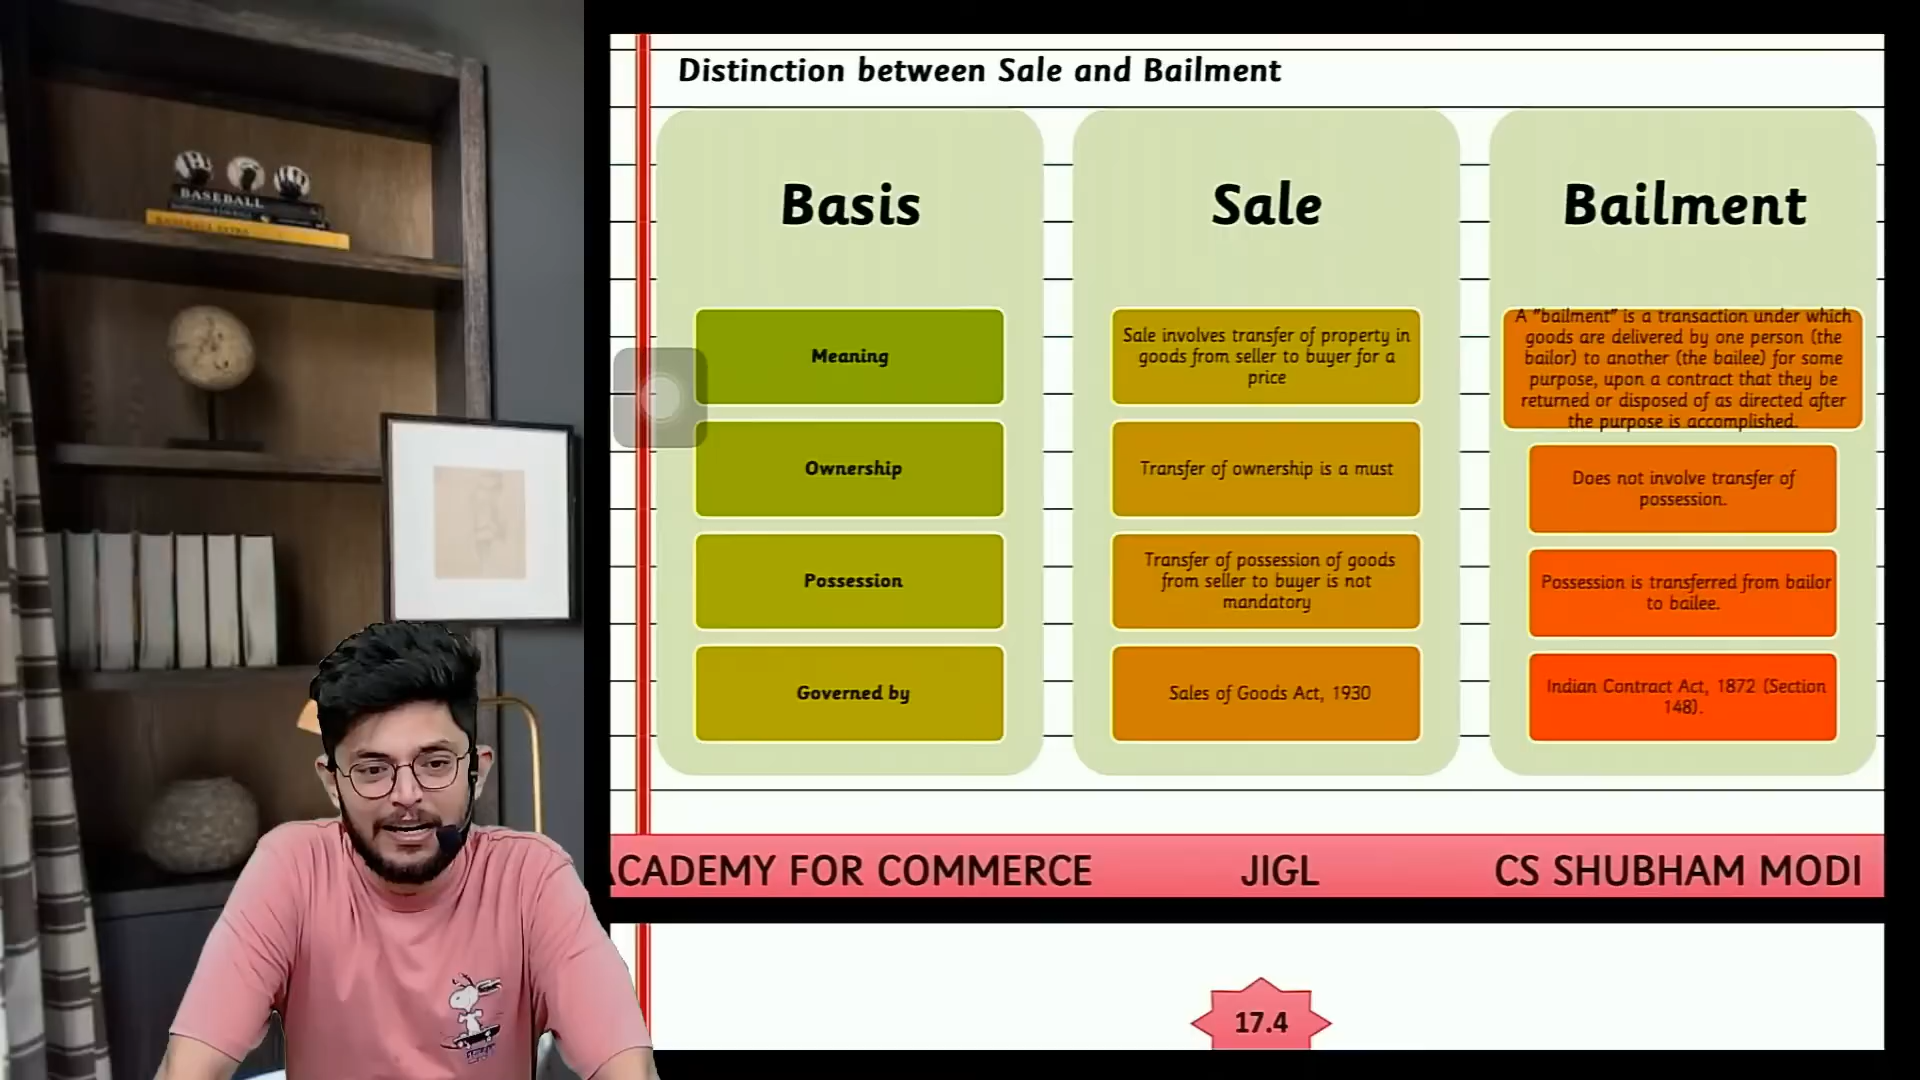 BASEBALL
Distinction between Sale and Bailment
Basis
Sale
Bailment
Meaning
Sale involves transfer of property in
goods from seller to buyer for a
price
A "bailment" is a transaction under which
goods are delivered by one person (the
bailor) to another (the bailee) for some
purpose, upon a contract that they be
returned or disposed of as directed after
the purpose is accomplished.
Ownership
Transfer of ownership is a must
Does not involve transfer of
possession.
Possession
Transfer of possession of goods
from seller to buyer is not
mandatory
Possession is transferred from bailor
to bailee.
Governed by
Sales of Goods Act, 1930
Indian Contract Act, 1872 (Section
148).
CADEMY FOR COMMERCE
JIGL
CS SHUBHAM MODI
17.4